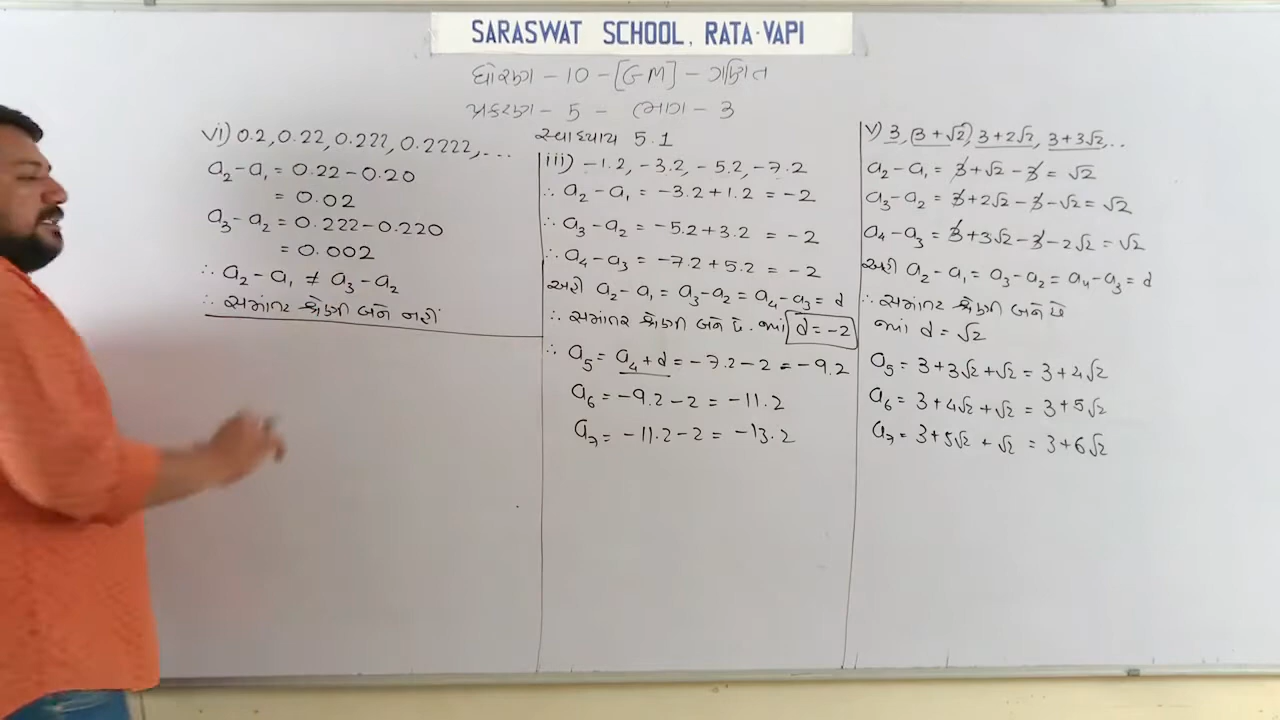 SARASWAT SCHOOL, RATA-VAPI
ધોરણ - 10 - [GM] - ગણિત
પ્રકરણ - 5 - ભાગ - 3
સ્વાધ્યાય 5.1
vi) 0.2, 0.22, 0.222, 0.2222, ...
a₂ - a₁ = 0.22 - 0.20
= 0.02
a₃ - a₂ = 0.222 - 0.220
= 0.002
∴ a₂ - a₁ ≠ a₃ - a₂
∴ સમાંતર શ્રેણી બને નહીં
iii) -1.2, -3.2, -5.2, -7.2
∴ a₂ - a₁ = -3.2 + 1.2 = -2
∴ a₃ - a₂ = -5.2 + 3.2 = -2
∴ a₄ - a₃ = -7.2 + 5.2 = -2
અહીં a₂ - a₁ = a₃ - a₂ = a₄ - a₃ = d
∴ સમાંતર શ્રેણી બને છે. જ્યાં d = -2
∴ a₅ = a₄ + d = -7.2 - 2 = -9.2
a₆ = -9.2 - 2 = -11.2
a₇ = -11.2 - 2 = -13.2
v) 3, (3 + √2) 3 + 2√2, 3 + 3√2, ...
a₂ - a₁ = 3 + √2 - 3 = √2
a₃ - a₂ = 3 + 2√2 - 3 - √2 = √2
a₄ - a₃ = 3 + 3√2 - 3 - 2√2 = √2
અહીં a₂ - a₁ = a₃ - a₂ = a₄ - a₃ = d
∴ સમાંતર શ્રેણી બને છે
જ્યાં d = √2
a₅ = 3 + 3√2 + √2 = 3 + 4√2
a₆ = 3 + 4√2 + √2 = 3 + 5√2
a₇ = 3 + 5√2 + √2 = 3 + 6√2